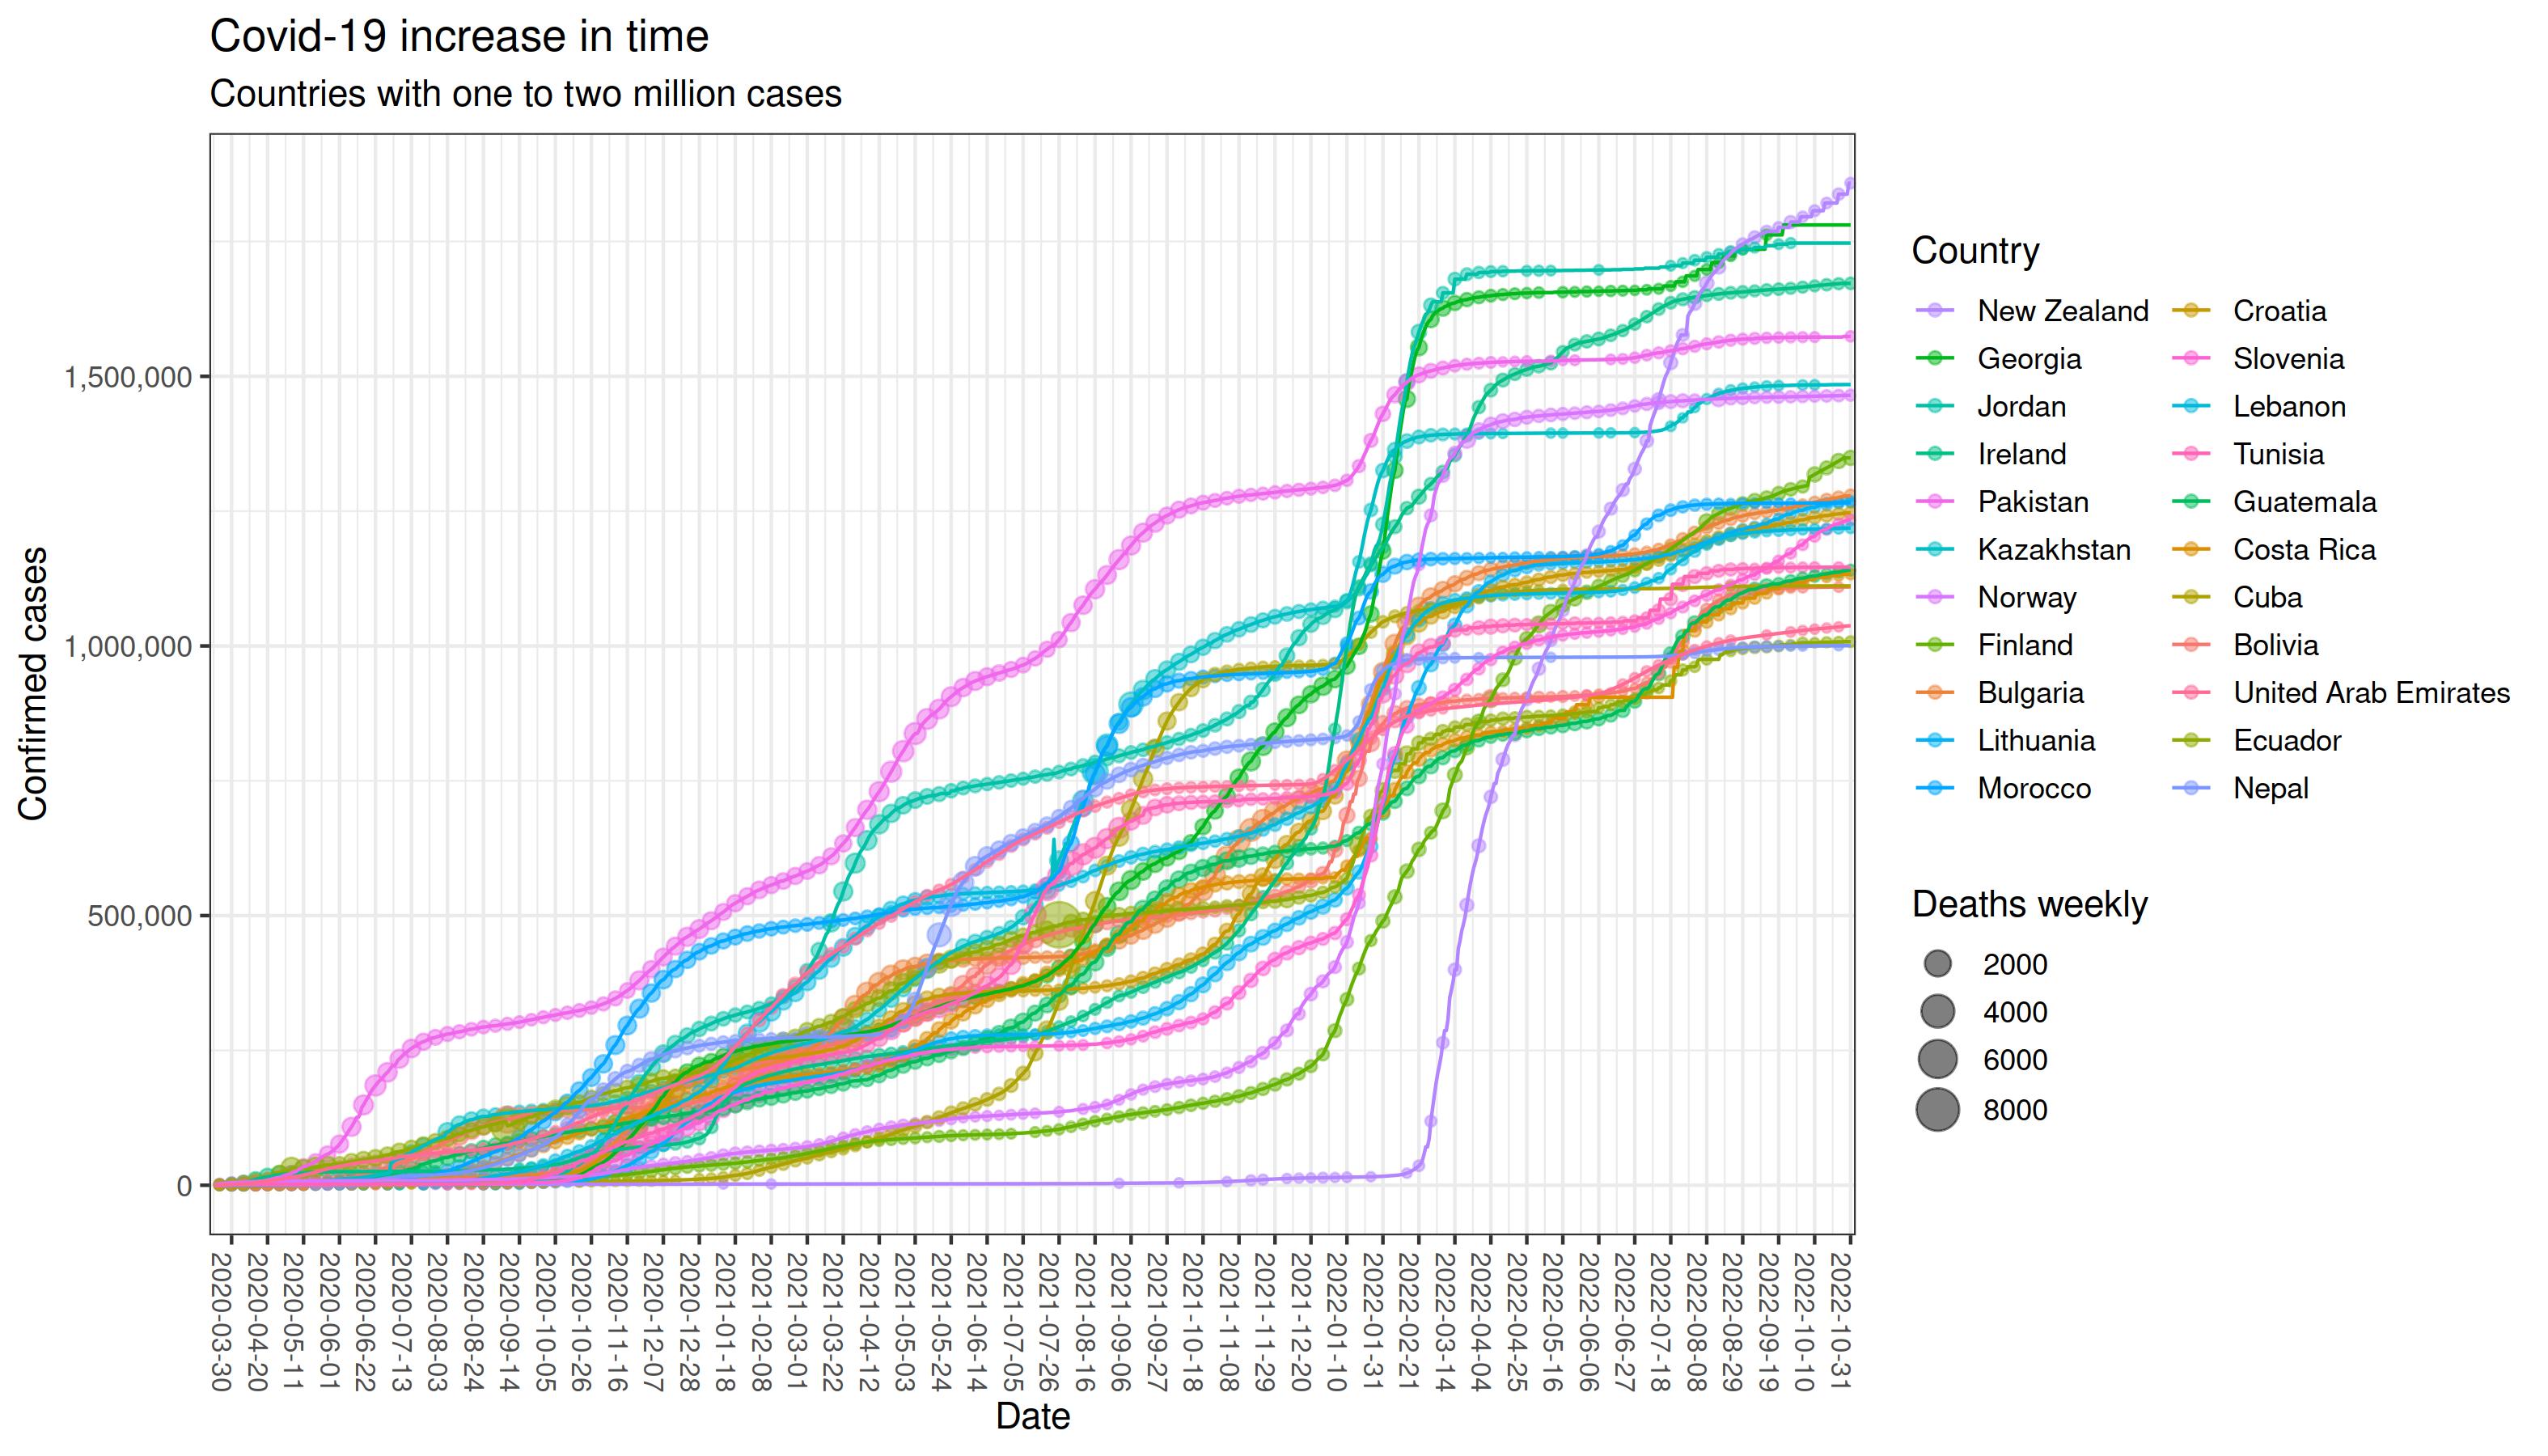 Covid-19 increase in time
Countries with one to two million cases
Confirmed cases
1,500,000
1,000,000
500,000
0
2020-03-30
2020-04-20
2020-05-11
2020-06-01
2020-06-22
2020-07-13
2020-08-03
2020-08-24
2020-09-14
2020-10-05
2020-10-26
2020-11-16
2020-12-07
2020-12-28
2021-01-18
2021-02-08
2021-03-01
2021-03-22
2021-04-12
2021-05-03
2021-05-24
2021-06-14
2021-07-05
2021-07-26
2021-08-16
2021-09-06
2021-09-27
2021-10-18
2021-11-08
2021-11-29
2021-12-20
2022-01-10
2022-01-31
2022-02-21
2022-03-14
2022-04-04
2022-04-25
2022-05-16
2022-06-06
2022-06-27
2022-07-18
2022-08-08
2022-08-29
2022-09-19
2022-10-10
2022-10-31
Date
Country
New Zealand
Georgia
Jordan
Ireland
Pakistan
Kazakhstan
Norway
Finland
Bulgaria
Lithuania
Morocco
Croatia
Slovenia
Lebanon
Tunisia
Guatemala
Costa Rica
Cuba
Bolivia
United Arab Emirates
Ecuador
Nepal
Deaths weekly
2000
4000
6000
8000